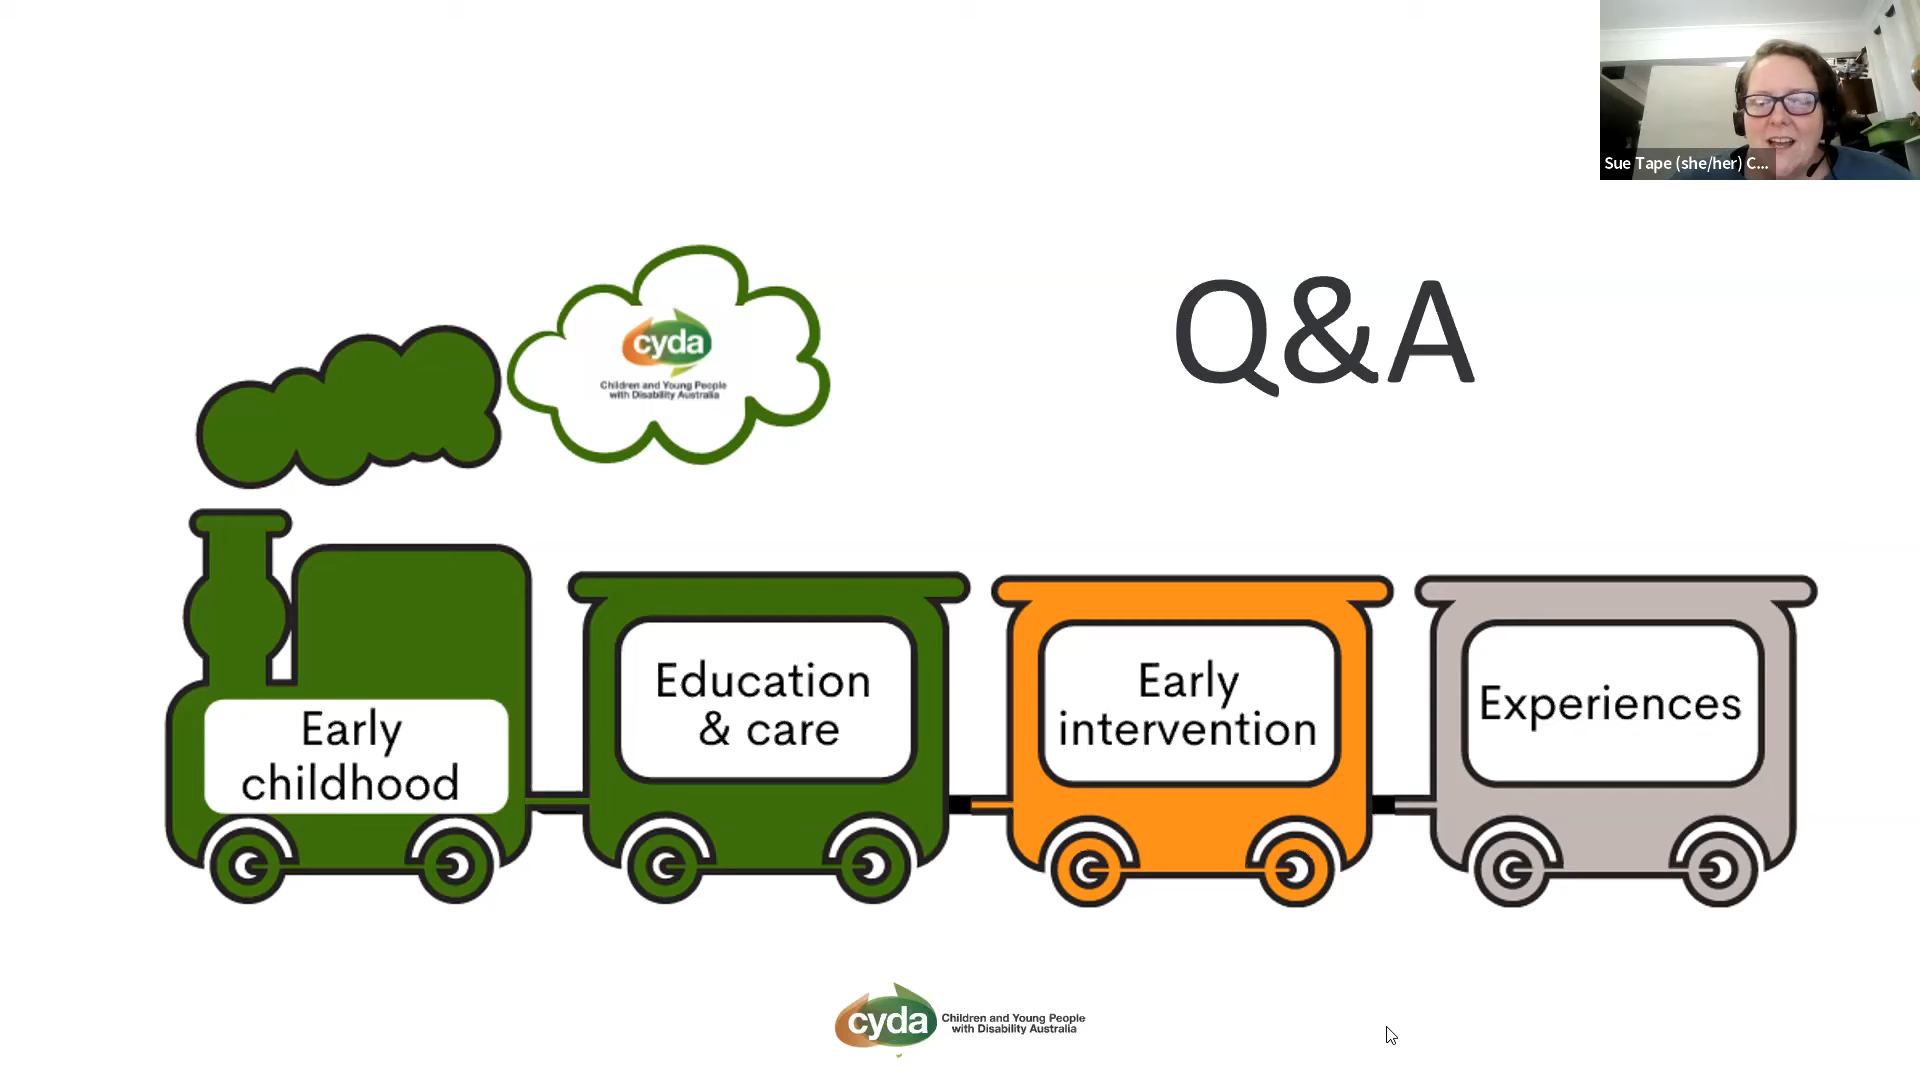 Sue Tape (she/her) C...
Q&A
cyda
Children and Young People
with Disability Australia
Early
childhood
Education
& care
Early
intervention
Experiences
cyda
Children and Young People
with Disability Australia